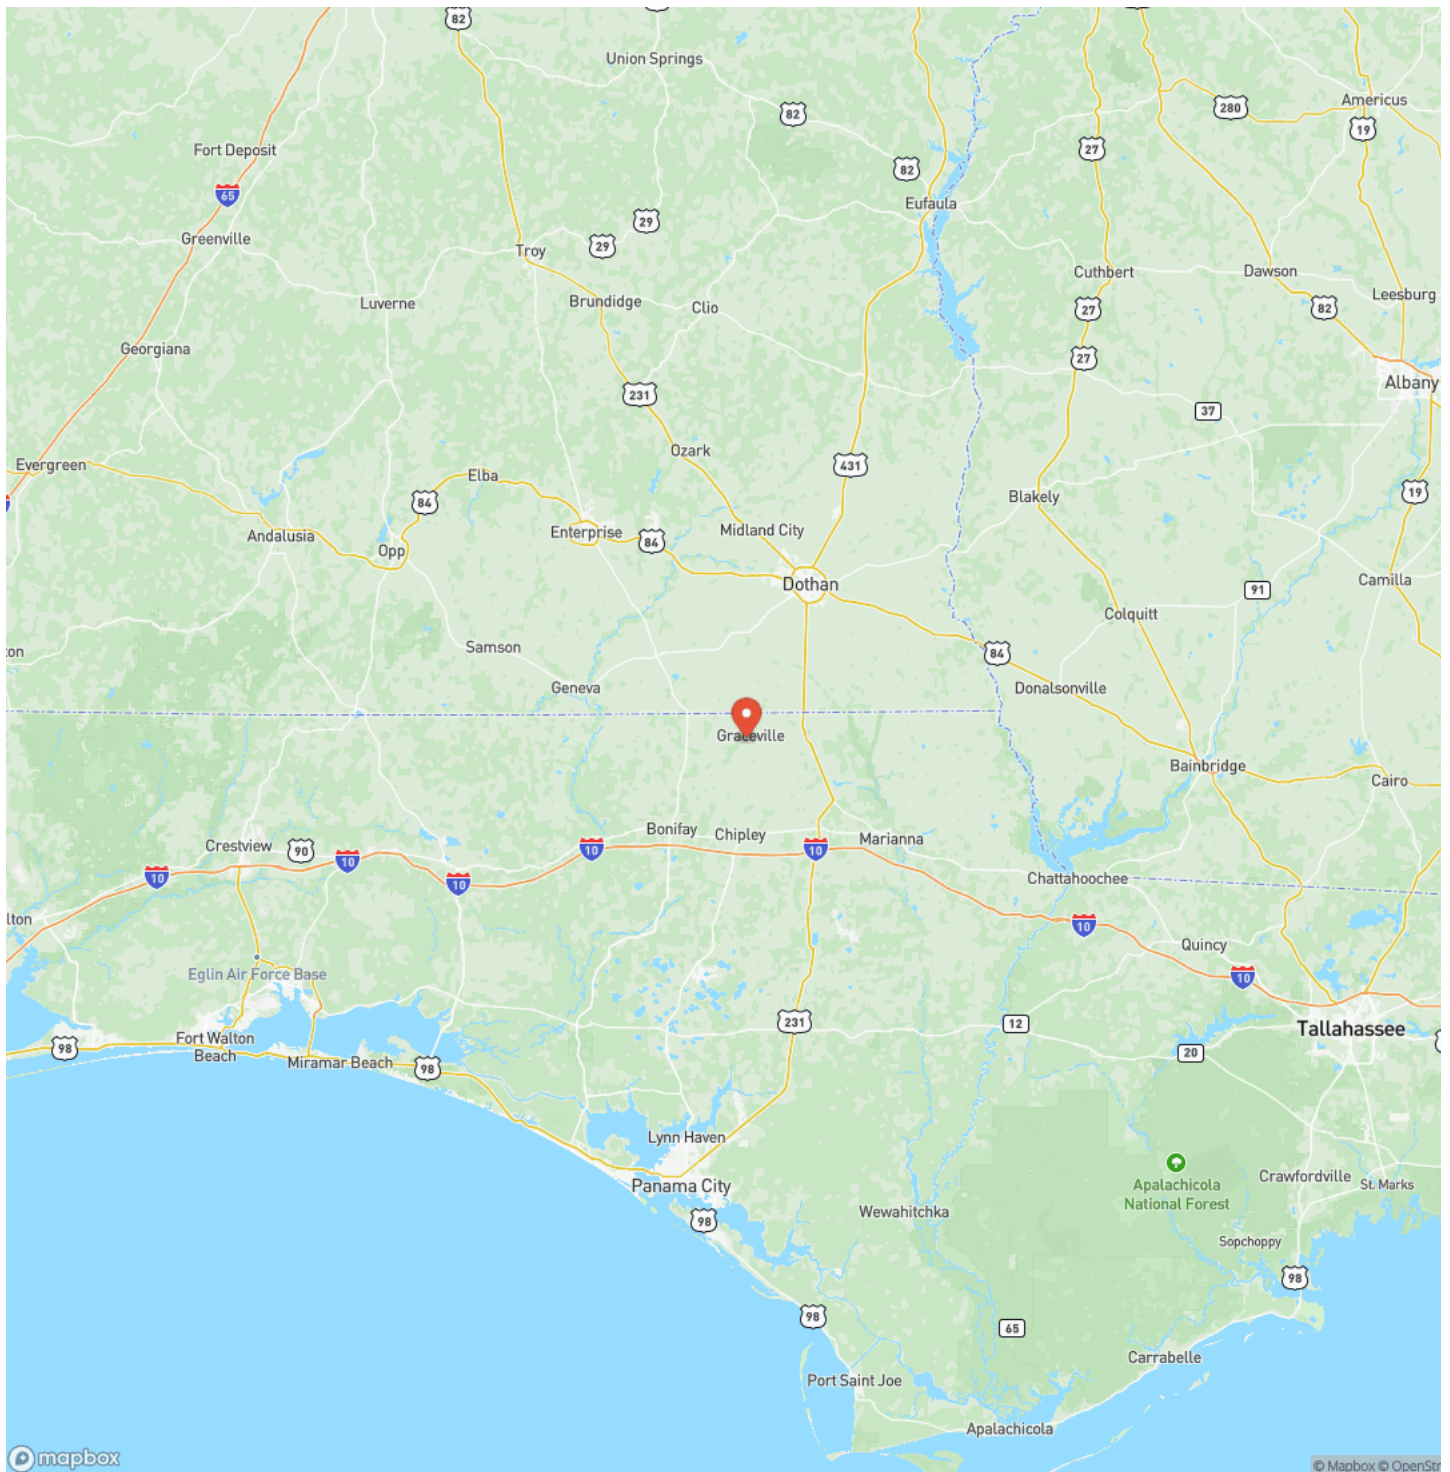 82
Union Springs
82
280
Americus
19
27
Fort Deposit
82
65
Eufaula
29
Greenville
29
Troy
Cuthbert
Dawson
Leesburg
Luverne
Brundidge
Clio
27
82
Georgiana
27
231
Albany
37
Ozark
Evergreen
431
Elba
84
Blakely
19
Andalusia
Enterprise
84
Midland City
Opp
Dothan
Camilla
91
Colquitt
Samson
84
Geneva
Donalsonville
Graceville
Bainbridge
Cairo
Bonifay
Chipley
Marianna
Crestview
90
10
10
10
10
10
Chattahoochee
lton
10
Quincy
Eglin Air Force Base
10
231
12
Tallahassee
Fort Walton
Beach
98
20
Miramar Beach
98
Lynn Haven
Panama City
Apalachicola
National Forest
Crawfordville
St. Marks
Wewahitchka
98
Sopchoppy
98
98
65
Carrabelle
Port Saint Joe
Apalachicola
mapbox
© Mapbox © OpenStr